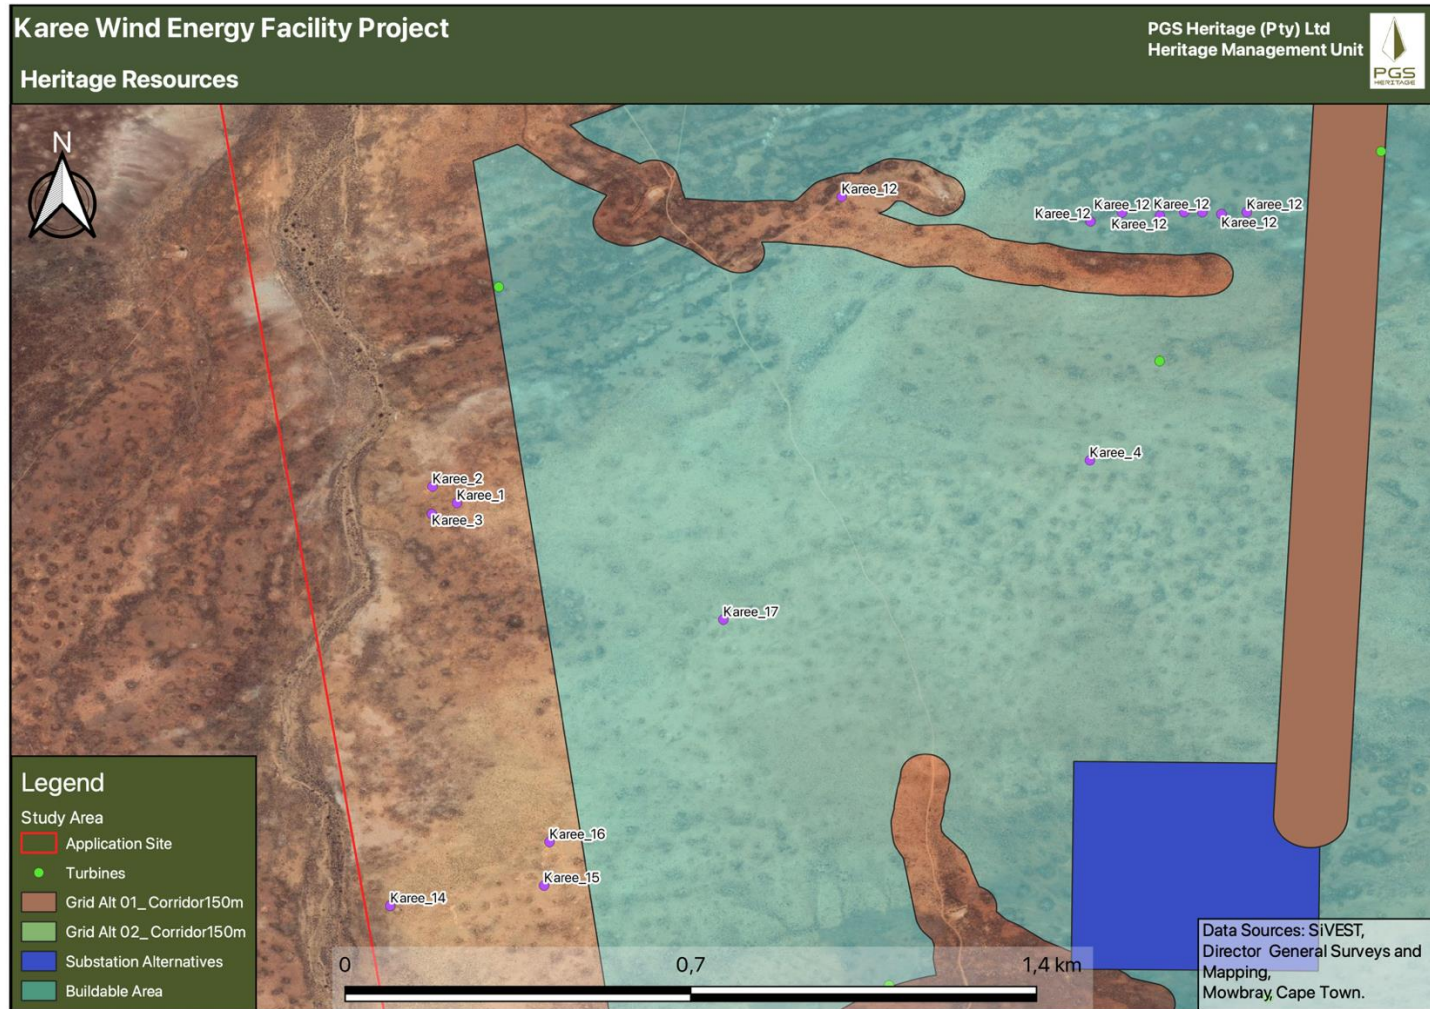 Karee Wind Energy Facility Project
Heritage Resources
PGS Heritage (Pty) Ltd
Heritage Management Unit
PGS
HERITAGE
N
Karee_12
Karee_12
Karee_12
Karee_12
Karee_12
Karee_12
Karee_12
Karee_4
Karee_2
Karee_1
Karee_3
Karee_17
Karee_16
Karee_15
Karee_14
Legend
Study Area
Application Site
Turbines
Grid Alt 01_Corridor150m
Grid Alt 02_Corridor150m
Substation Alternatives
Buildable Area
0
0,7
1,4 km
Data Sources: SiVEST,
Director General Surveys and
Mapping,
Mowbray, Cape Town.